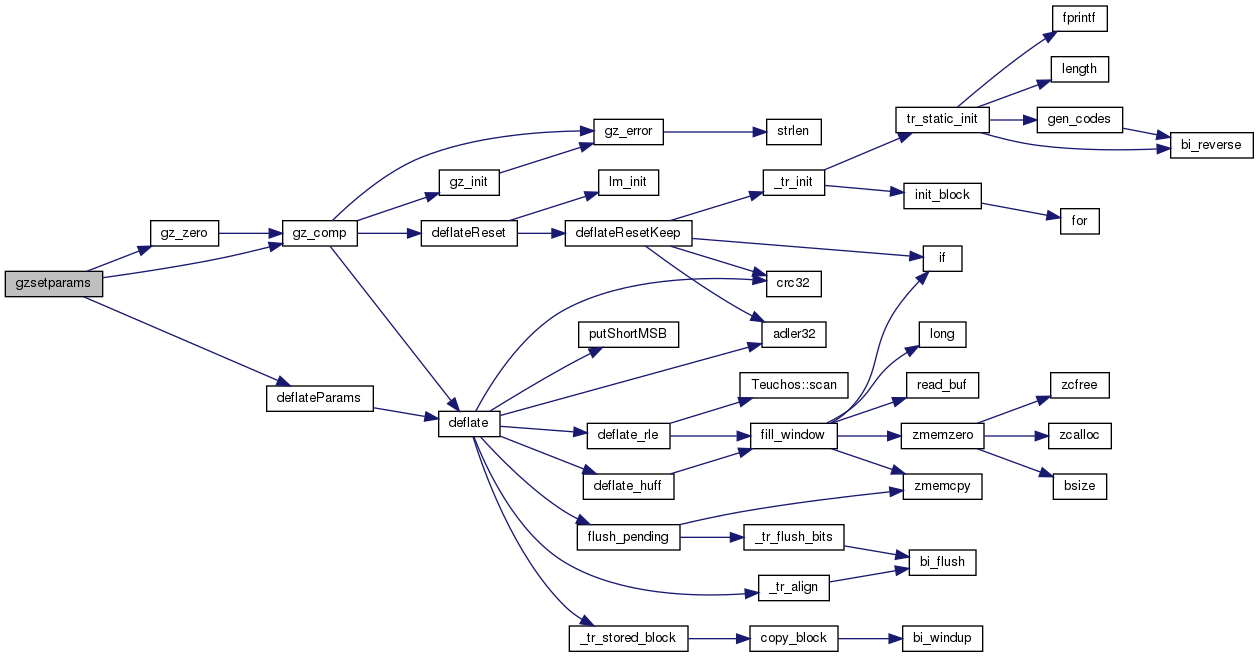 gzsetparams
gz_zero
gz_comp
deflateParams
gz_init
deflateReset
deflate
gz_error
lm_init
deflateResetKeep
putShortMSB
deflate_rle
deflate_huff
flush_pending
_tr_stored_block
strlen
_tr_init
crc32
adler32
Teuchos::scan
fill_window
_tr_flush_bits
_tr_align
copy_block
tr_static_init
init_block
if
long
read_buf
zmemzero
zmemcpy
bi_flush
bi_windup
fprintf
length
gen_codes
for
zcfree
zcalloc
bsize
bi_reverse